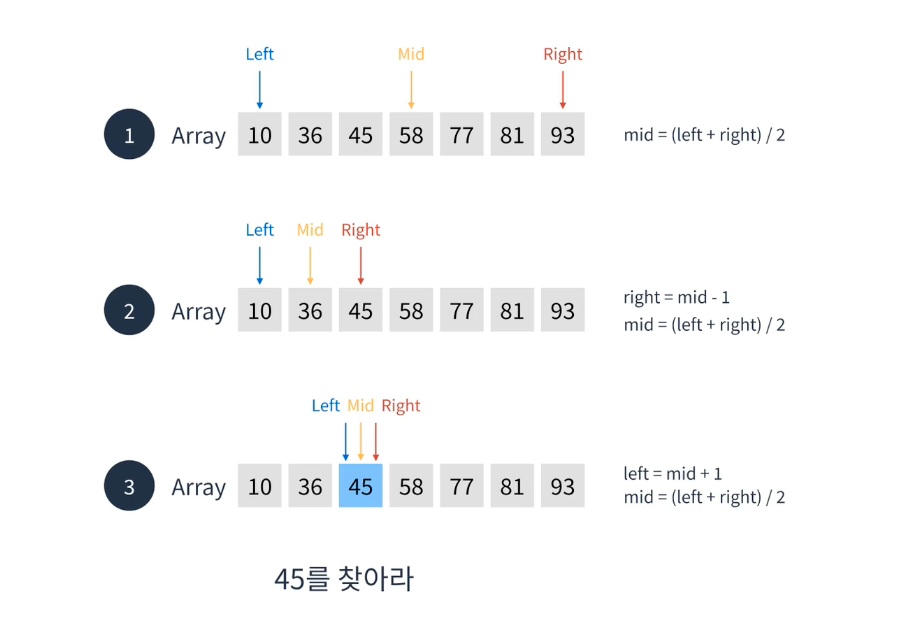 Left Mid Right
1 Array 10 36 45 58 77 81 93 mid = (left + right) / 2
Left Mid Right
2 Array 10 36 45 58 77 81 93
right = mid - 1
mid = (left + right) / 2
Left Mid Right
3 Array 10 36 45 58 77 81 93
left = mid + 1
mid = (left + right) / 2
45를 찾아라